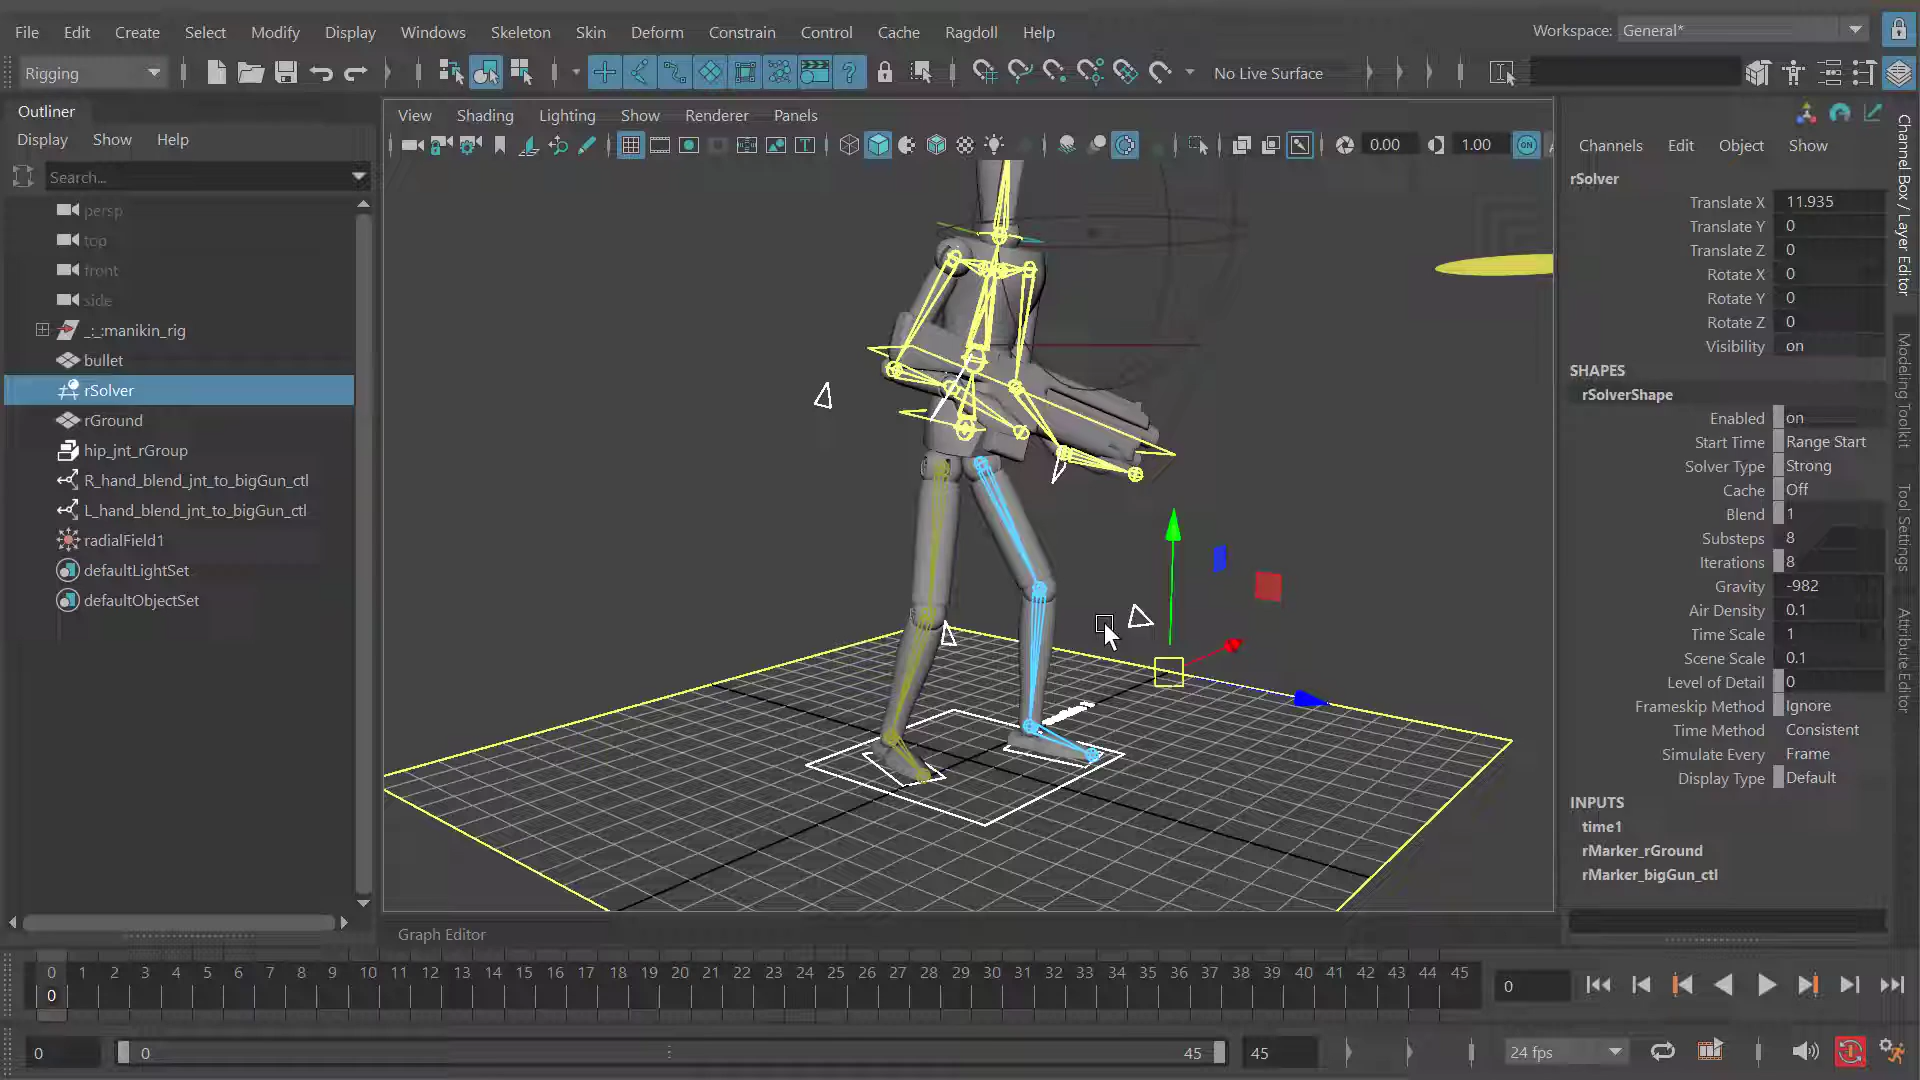 File Edit Create Select Modify Display Windows Skeleton Skin Deform Constrain Control Cache Ragdoll Help
Workspace: General*
Rigging
No Live Surface
Outliner
Display Show Help
Search...
persp
top
front
side
_:_:manikin_rig
bullet
rSolver
rGround
hip_jnt_rGroup
R_hand_blend_jnt_to_bigGun_ctl
L_hand_blend_jnt_to_bigGun_ctl
radialField1
defaultLightSet
defaultObjectSet
View Shading Lighting Show Renderer Panels
0.00 1.00 ON
Graph Editor
Channels Edit Object Show
rSolver
Translate X 11.935
Translate Y 0
Translate Z 0
Rotate X 0
Rotate Y 0
Rotate Z 0
Visibility on
SHAPES
rSolverShape
Enabled on
Start Time Range Start
Solver Type Strong
Cache Off
Blend 1
Substeps 8
Iterations 8
Gravity -982
Air Density 0.1
Time Scale 1
Scene Scale 0.1
Level of Detail 0
Frameskip Method Ignore
Time Method Consistent
Simulate Every Frame
Display Type Default
INPUTS
time1
rMarker_rGround
rMarker_bigGun_ctl
Channel Box / Layer Editor
Modeling Toolkit
Tool Settings
Attribute Editor
0 1 2 3 4 5 6 7 8 9 10 11 12 13 14 15 16 17 18 19 20 21 22 23 24 25 26 27 28 29 30 31 32 33 34 35 36 37 38 39 40 41 42 43 44 45
0
0
0 0 45 45 24 fps